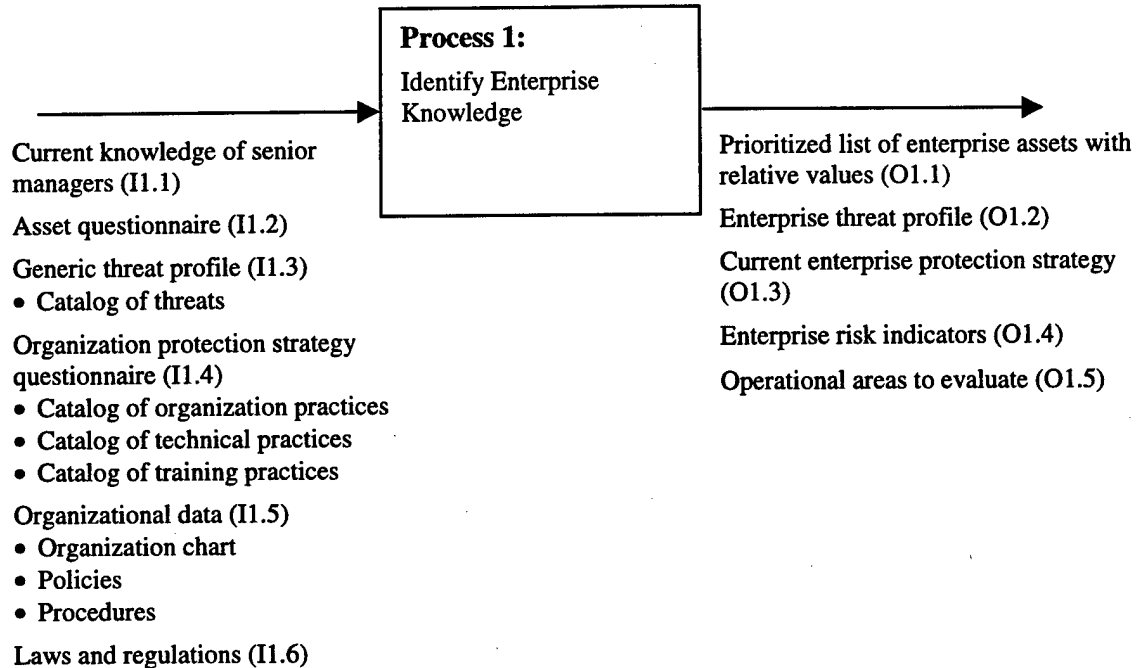 Process 1:
Identify Enterprise
Knowledge
Current knowledge of senior
managers (I1.1)
Asset questionnaire (I1.2)
Generic threat profile (I1.3)
• Catalog of threats
Organization protection strategy
questionnaire (I1.4)
• Catalog of organization practices
• Catalog of technical practices
• Catalog of training practices
Organizational data (I1.5)
• Organization chart
• Policies
• Procedures
Laws and regulations (I1.6)
Prioritized list of enterprise assets with
relative values (O1.1)
Enterprise threat profile (O1.2)
Current enterprise protection strategy
(O1.3)
Enterprise risk indicators (O1.4)
Operational areas to evaluate (O1.5)